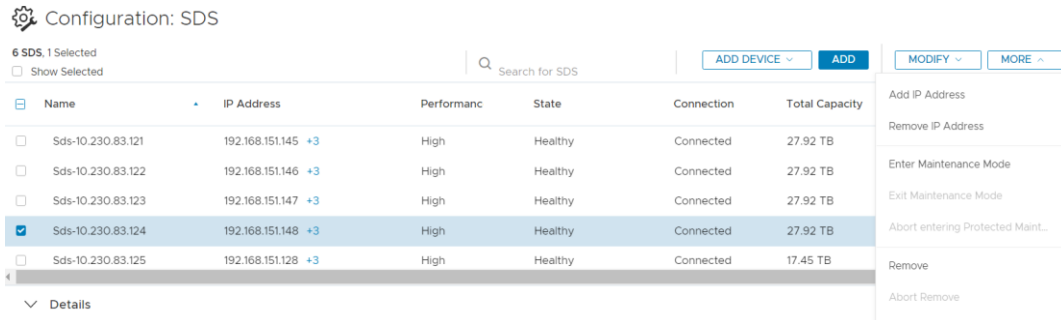 Configuration: SDS
6 SDS, 1 Selected
Show Selected
Search for SDS
ADD DEVICE
ADD
MODIFY
MORE
Name IP Address Performanc State Connection Total Capacity
Sds-10.230.83.121 192.168.151.145 +3 High Healthy Connected 27.92 TB
Sds-10.230.83.122 192.168.151.146 +3 High Healthy Connected 27.92 TB
Sds-10.230.83.123 192.168.151.147 +3 High Healthy Connected 27.92 TB
Sds-10.230.83.124 192.168.151.148 +3 High Healthy Connected 27.92 TB
Sds-10.230.83.125 192.168.151.128 +3 High Healthy Connected 17.45 TB
Details
Add IP Address
Remove IP Address
Enter Maintenance Mode
Exit Maintenance Mode
Abort entering Protected Maint...
Remove
Abort Remove